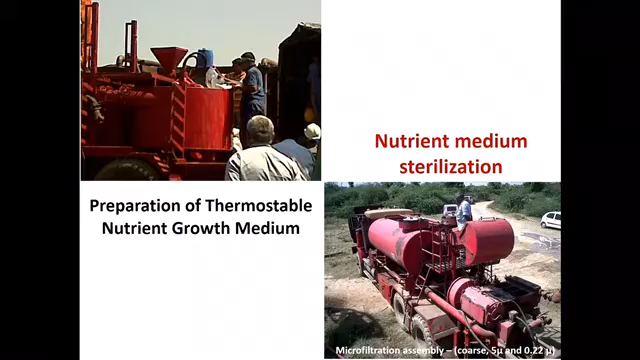 Nutrient medium
sterilization
Preparation of Thermostable
Nutrient Growth Medium
Microfiltration assembly – (coarse, 5µ and 0.22 µ)